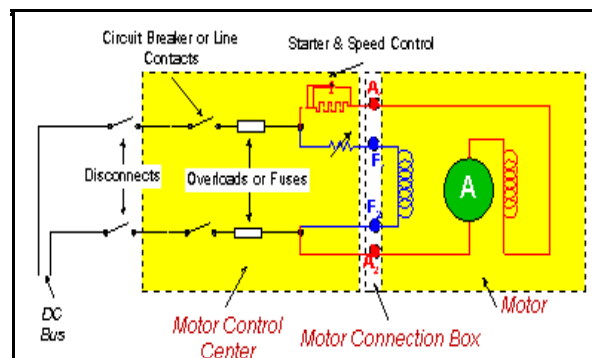 Circuit Breaker or Line
Contacts
Starter & Speed Control
A
F
Disconnects
Overloads or Fuses
A
F
A2
DC
Bus
Motor Control
Center
Motor Connection Box
Motor